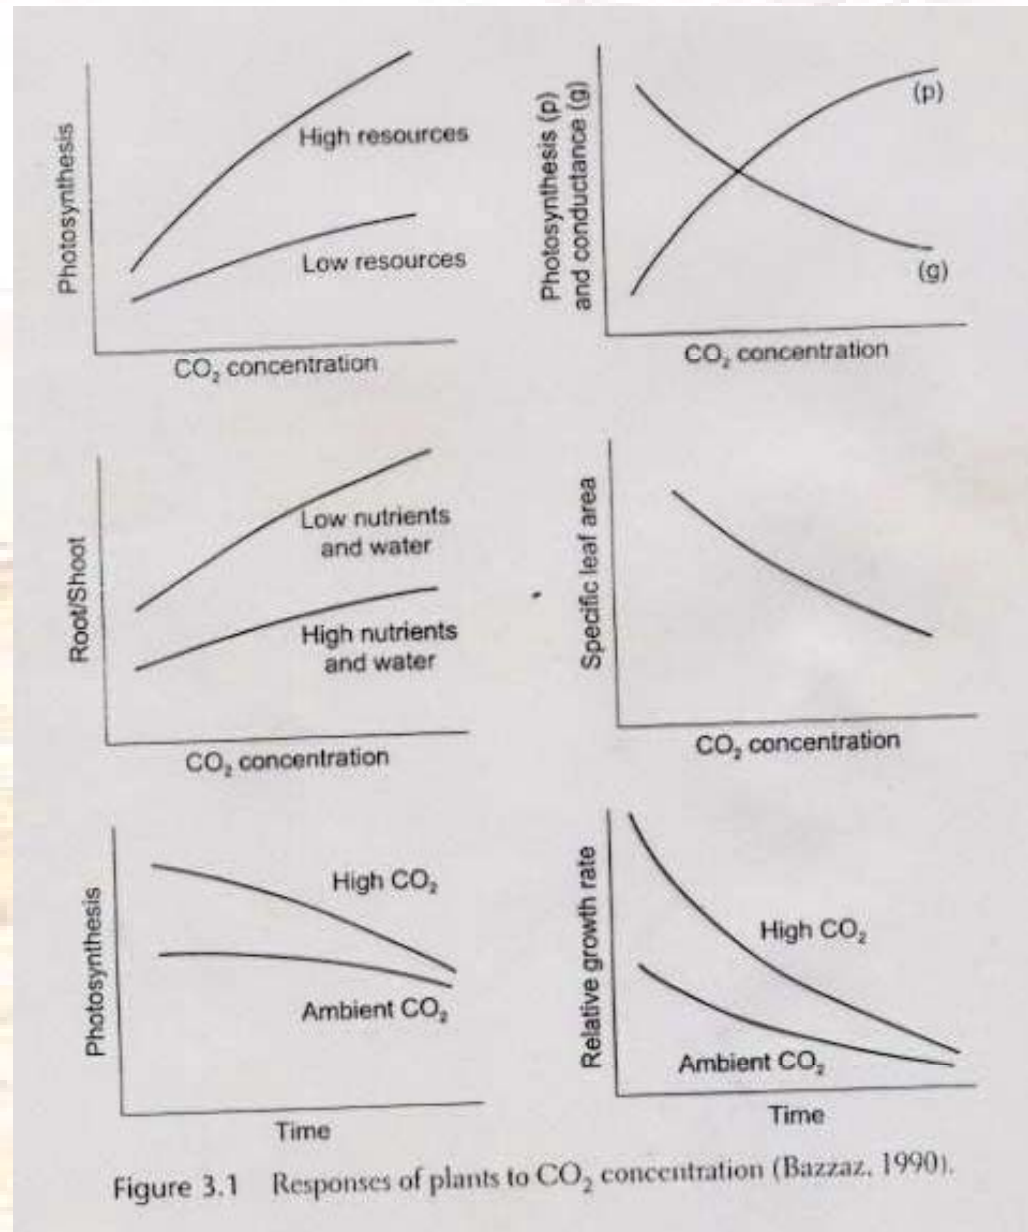 Photosynthesis
High resources
Low resources
CO₂ concentration
Photosynthesis (p)
and conductance (g)
(p)
(g)
CO₂ concentration
Root/Shoot
Low nutrients
and water
High nutrients
and water
CO₂ concentration
Specific leaf area
CO₂ concentration
Photosynthesis
High CO₂
Ambient CO₂
Time
Relative growth rate
High CO₂
Ambient CO₂
Time
Figure 3.1 Responses of plants to CO₂ concentration (Bazzaz, 1990).